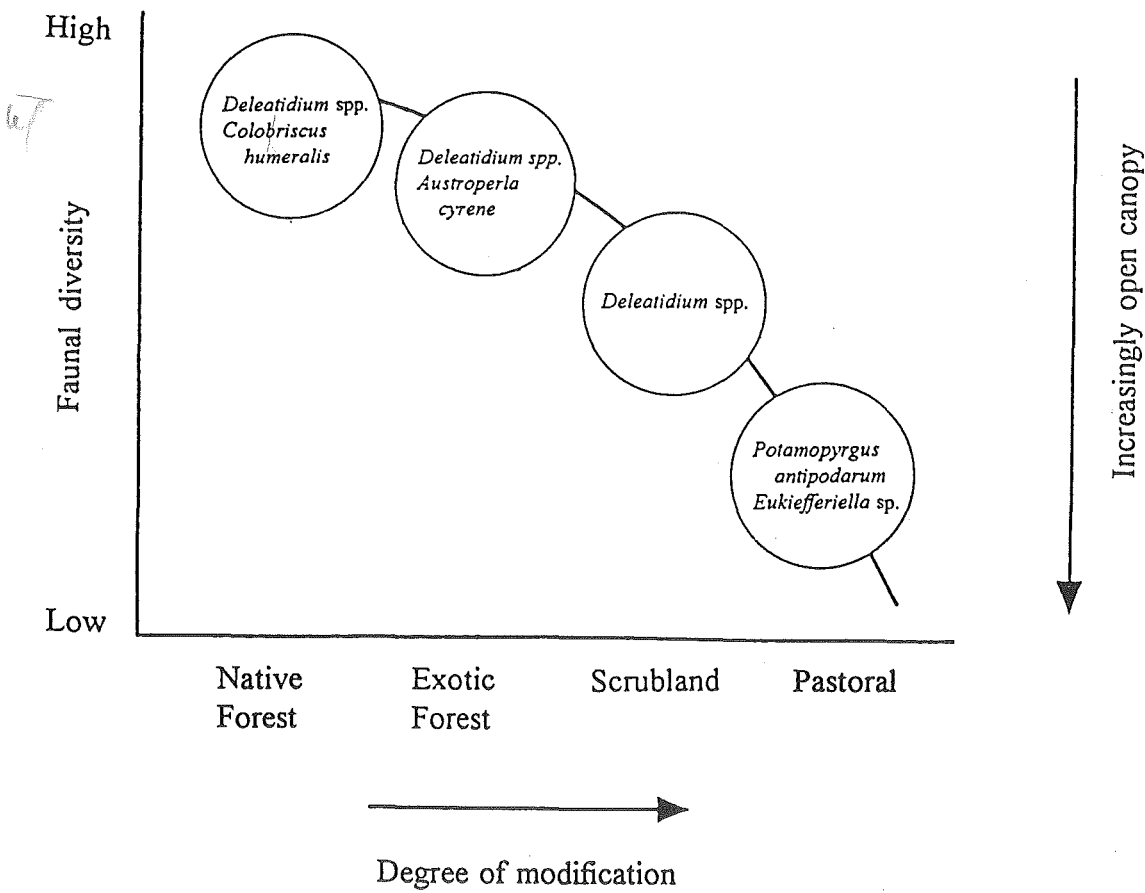 High
Faunal diversity
Low
Deleatidium spp.
Colobriscus
humeralis
Deleatidium spp.
Austroperla
cyrene
Deleatidium spp.
Potamopyrgus
antipodarum
Eukiefferiella sp.
Increasingly open canopy
Native
Forest
Exotic
Forest
Scrubland
Pastoral
Degree of modification